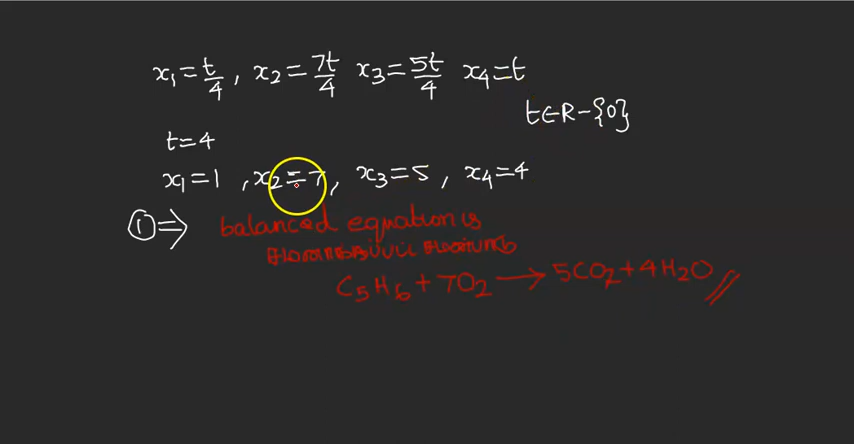 x₁ = t/4, x₂ = 7t/4 x₃ = 5t/4 x₄ = t
t ∈ R − {0}
t = 4
x₁ = 1, x₂ = 7, x₃ = 5, x₄ = 4
① ⇒ balanced equation is
C₅H₆ + 7O₂ → 5CO₂ + 4H₂O //